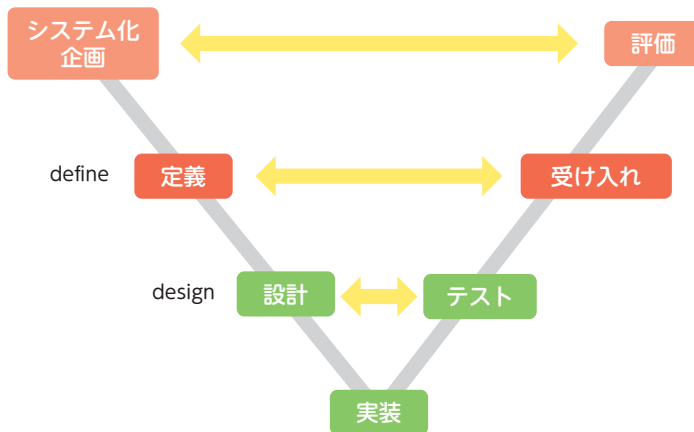 システム化
企画
評価
define
定義
受け入れ
design
設計
テスト
実装